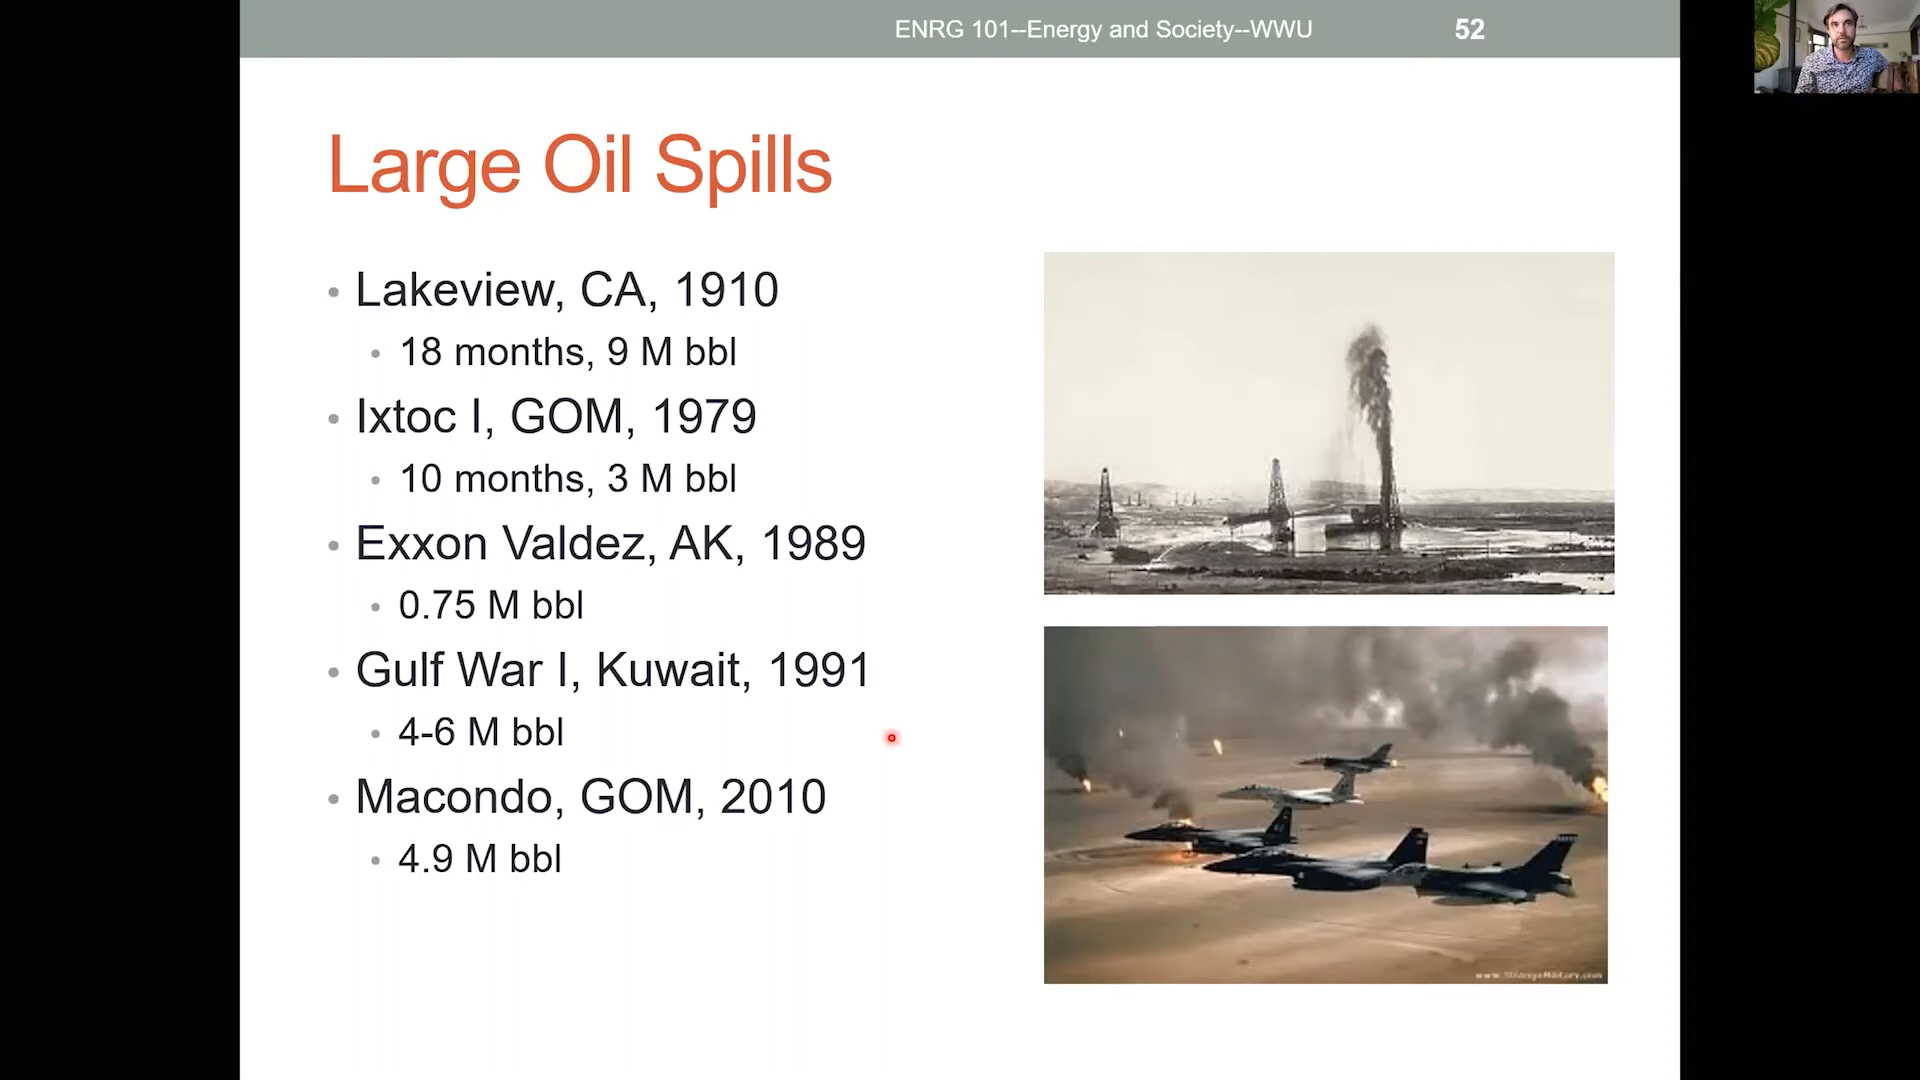 ENRG 101--Energy and Society--WWU 52
Large Oil Spills
• Lakeview, CA, 1910
• 18 months, 9 M bbl
• Ixtoc I, GOM, 1979
• 10 months, 3 M bbl
• Exxon Valdez, AK, 1989
• 0.75 M bbl
• Gulf War I, Kuwait, 1991
• 4-6 M bbl
• Macondo, GOM, 2010
• 4.9 M bbl